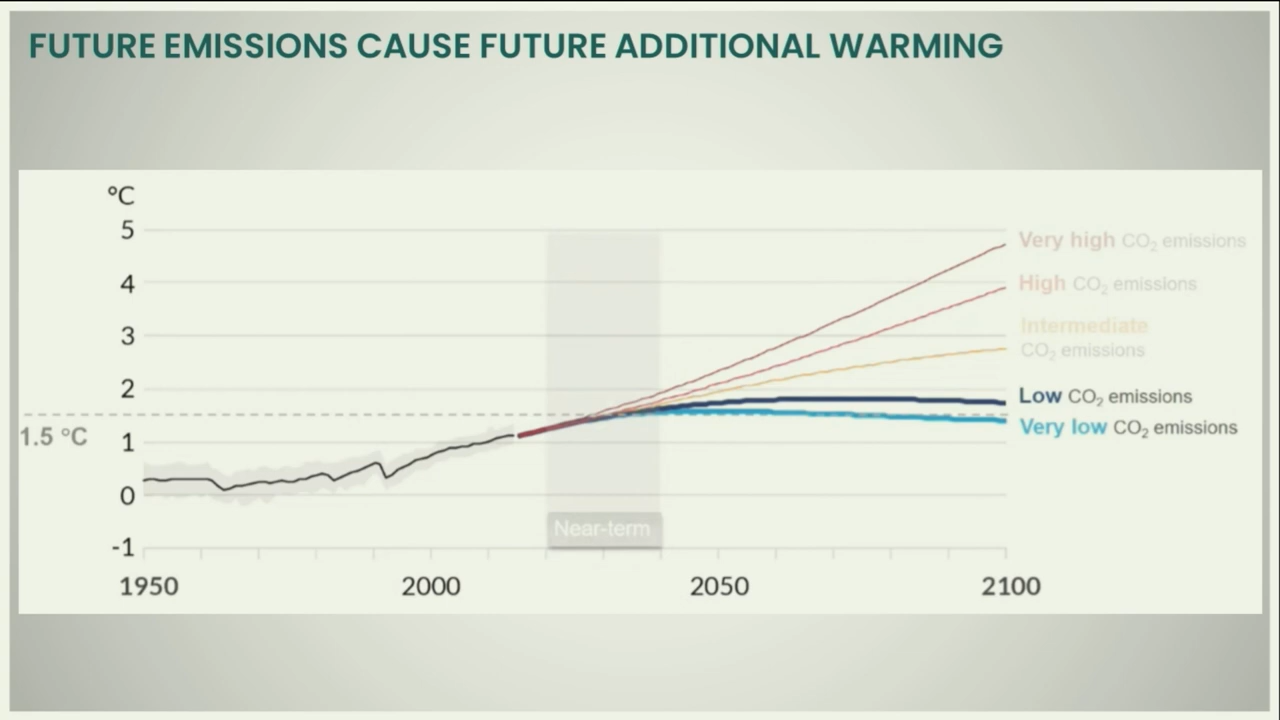 FUTURE EMISSIONS CAUSE FUTURE ADDITIONAL WARMING
°C
5
4
3
2
1.5 °C
1
0
-1
Very high CO₂ emissions
High CO₂ emissions
Intermediate
CO₂ emissions
Low CO₂ emissions
Very low CO₂ emissions
Near-term
1950 2000 2050 2100